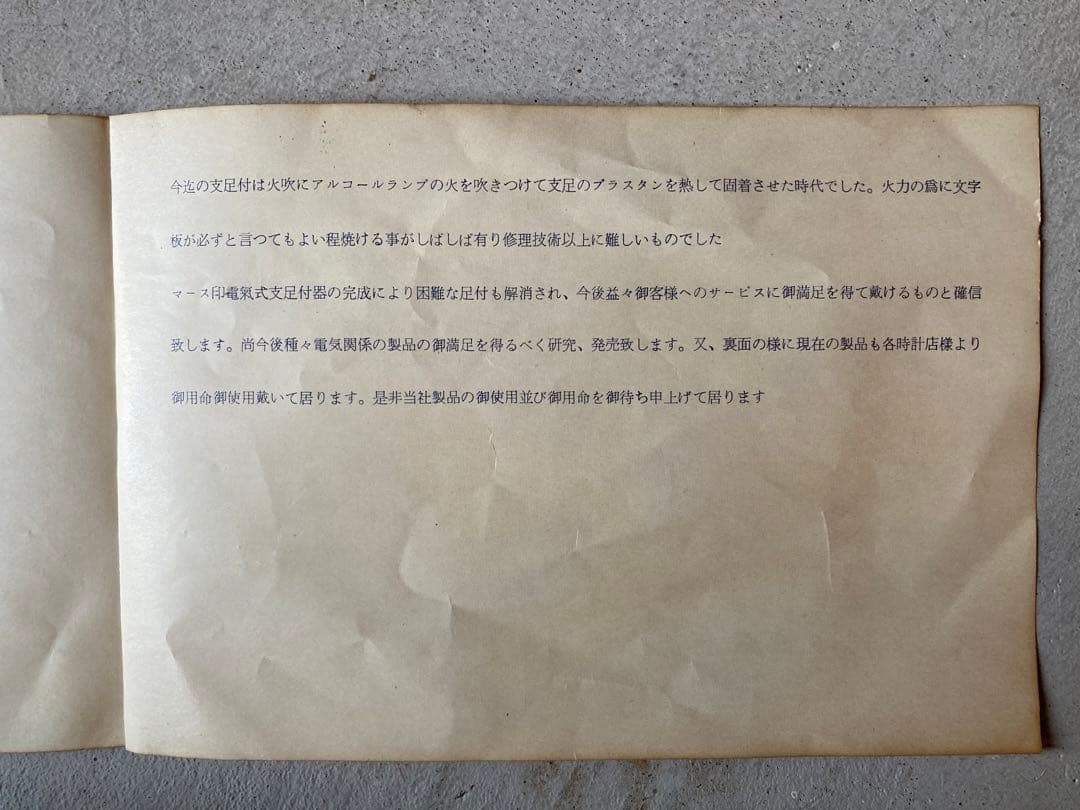 今迄の支足付は火吹にアルコールランプの火を吹きつけて支足のプラスタンを熱して固着させた時代でした。火力の爲に文字
板が必ずと言つてもよい程焼ける事がしばしば有り修理技術以上に難しいものでした
マース印電氣式支足付器の完成により困難な足付も解消され、今後益々御客様へのサービスに御満足を得て戴けるものと確信
致します。尚今後種々電気関係の製品の御満足を得るべく研究、発売致します。又、裏面の様に現在の製品も各時計店様より
御用命御使用戴いて居ります。是非当社製品の御使用並び御用命を御待ち申上げて居ります